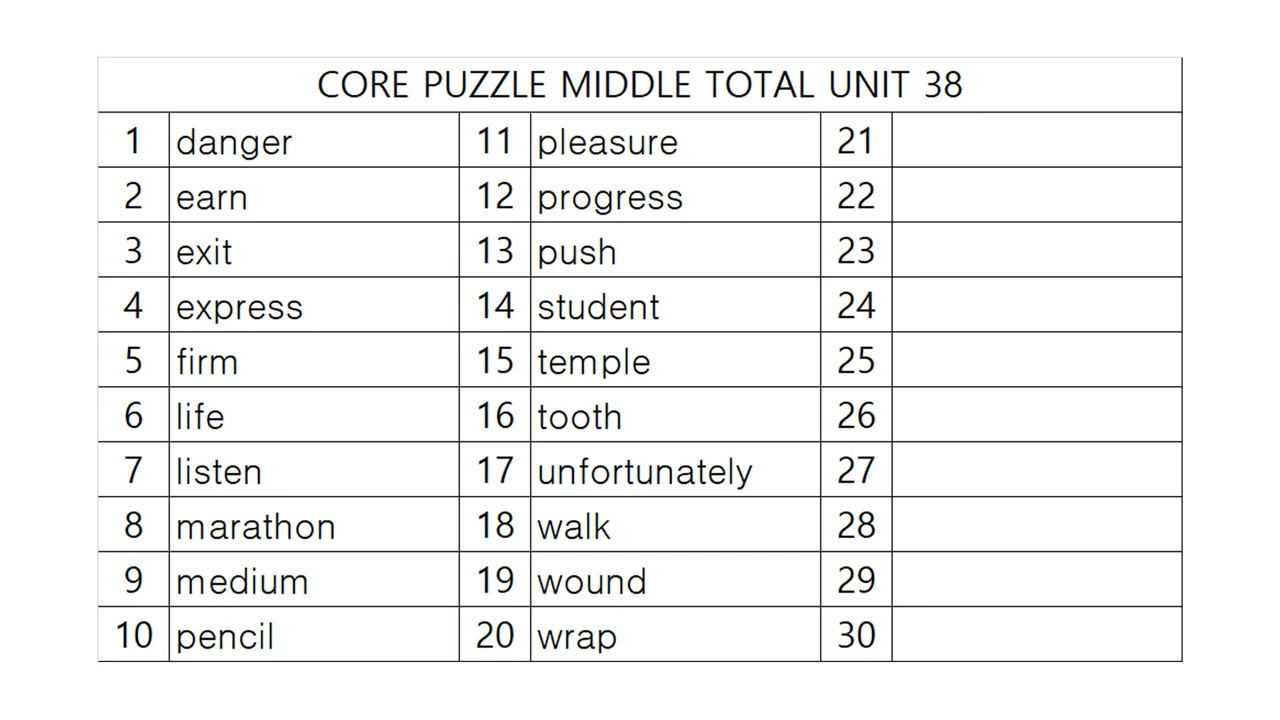 CORE PUZZLE MIDDLE TOTAL UNIT 38
1 danger 11 pleasure 21
2 earn 12 progress 22
3 exit 13 push 23
4 express 14 student 24
5 firm 15 temple 25
6 life 16 tooth 26
7 listen 17 unfortunately 27
8 marathon 18 walk 28
9 medium 19 wound 29
10 pencil 20 wrap 30